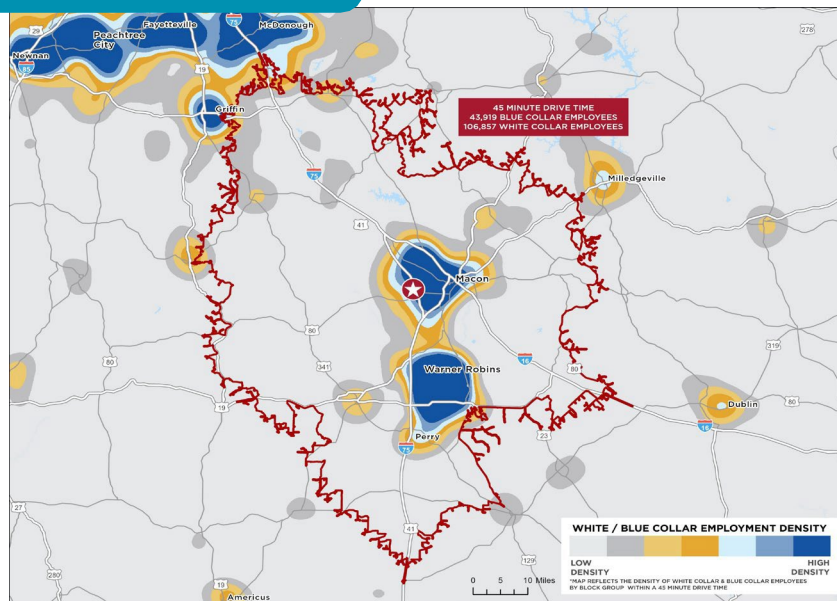 29
Fayetteville
75
McDonough
278
Peachtree
City
Newnan
85
19
Griffin
45 MINUTE DRIVE TIME
43,919 BLUE COLLAR EMPLOYEES
106,857 WHITE COLLAR EMPLOYEES
75
Milledgeville
41
Macon
80
319
341
16
80
Warner Robins
80
19
Dublin
80
16
Perry
23
75
27
41
129
280
19
Americus
0 5 10 Miles
WHITE / BLUE COLLAR EMPLOYMENT DENSITY
LOW
DENSITY
HIGH
DENSITY
*MAP REFLECTS THE DENSITY OF WHITE COLLAR & BLUE COLLAR EMPLOYEES
BY BLOCK GROUP WITHIN A 45 MINUTE DRIVE TIME